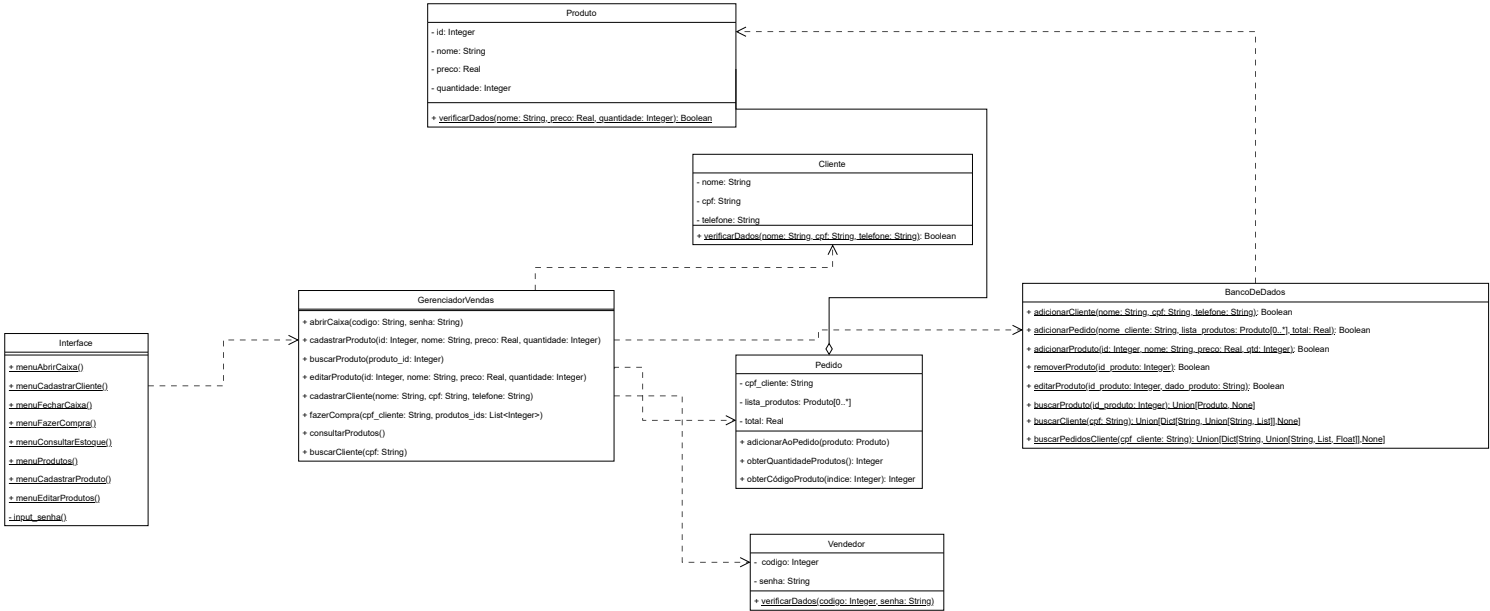 Produto
- id: Integer
- nome: String
- preco: Real
- quantidade: Integer
+ verificarDados(nome: String, preco: Real, quantidade: Integer): Boolean
Cliente
- nome: String
- cpf: String
- telefone: String
+ verificarDados(nome: String, cpf: String, telefone: String): Boolean
GerenciadorVendas
+ abrirCaixa(codigo: String, senha: String)
+ cadastrarProduto(id: Integer, nome: String, preco: Real, quantidade: Integer)
+ buscarProduto(produto_id: Integer)
+ editarProduto(id: Integer, nome: String, preco: Real, quantidade: Integer)
+ cadastrarCliente(nome: String, cpf: String, telefone: String)
+ fazerCompra(cpf_cliente: String, produtos_ids: List<Integer>)
+ consultarProdutos()
+ buscarCliente(cpf: String)
BancoDeDados
+ adicionarCliente(nome: String, cpf: String, telefone: String): Boolean
+ adicionarPedido(nome_cliente: String, lista_produtos: Produto[0..*], total: Real): Boolean
+ adicionarProduto(id: Integer, nome: String, preco: Real, qtd: Integer): Boolean
+ removerProduto(id_produto: Integer): Boolean
+ editarProduto(id_produto: Integer, dado_produto: String): Boolean
+ buscarProduto(id_produto: Integer): Union[Produto, None]
+ buscarCliente(cpf: String): Union[Dict[String, Union[String, List]],None]
+ buscarPedidosCliente(cpf_cliente: String): Union[Dict[String, Union[String, List, Float]],None]
Interface
+ menuAbrirCaixa()
+ menuCadastrarCliente()
+ menuFecharCaixa()
+ menuFazerCompra()
+ menuConsultarEstoque()
+ menuProdutos()
+ menuCadastrarProduto()
+ menuEditarProdutos()
- input_senha()
Pedido
- cpf_cliente: String
- lista_produtos: Produto[0..*]
- total: Real
+ adicionarAoPedido(produto: Produto)
+ obterQuantidadeProdutos(): Integer
+ obterCódigoProduto(indice: Integer): Integer
Vendedor
- codigo: Integer
- senha: String
+ verificarDados(codigo: Integer, senha: String)